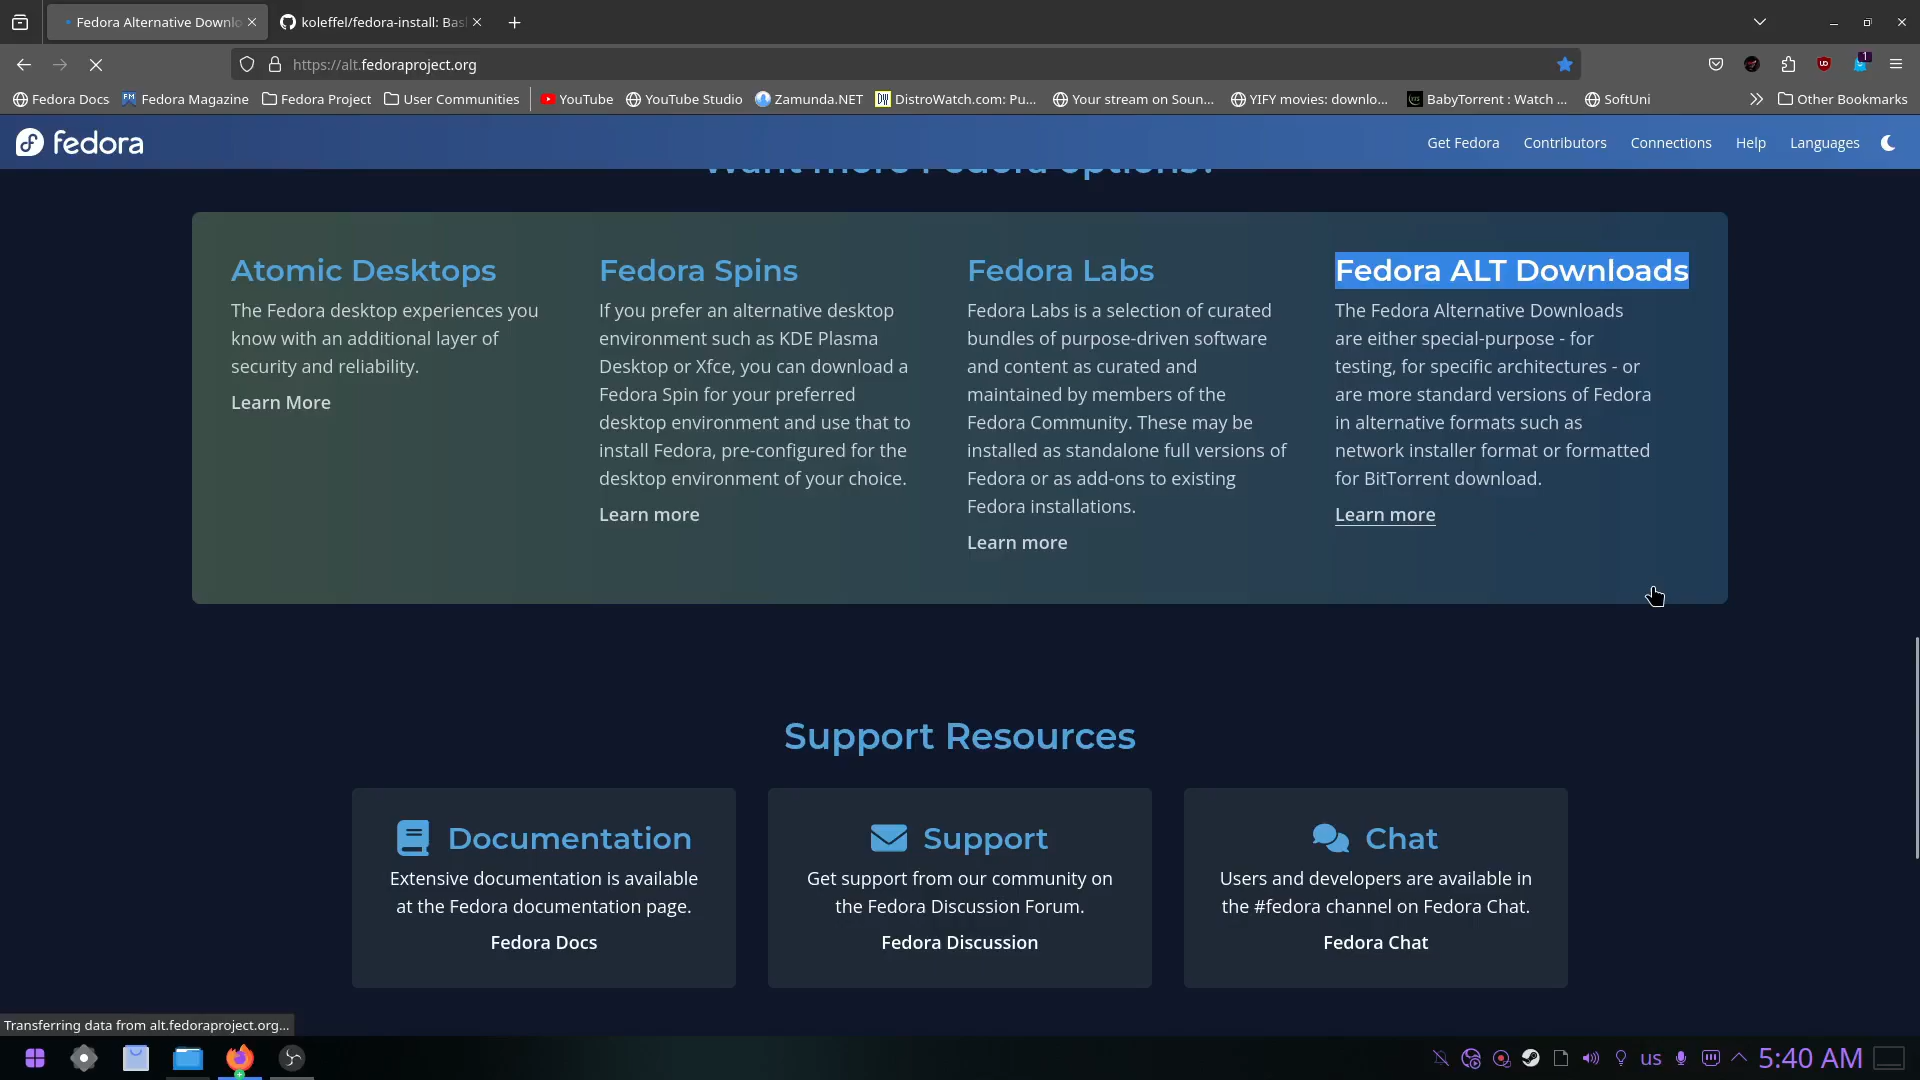 Fedora Alternative Downlo
koleffel/fedora-install: Bas
https://alt.fedoraproject.org
1
Fedora Docs
Fedora Magazine
Fedora Project
User Communities
YouTube
YouTube Studio
Zamunda.NET
DistroWatch.com: Pu...
Your stream on Soun...
YIFY movies: downlo...
BabyTorrent : Watch ...
SoftUni
Other Bookmarks
fedora
Get Fedora
Contributors
Connections
Help
Languages
Want more Fedora options?
Atomic Desktops
The Fedora desktop experiences you
know with an additional layer of
security and reliability.
Learn More
Fedora Spins
If you prefer an alternative desktop
environment such as KDE Plasma
Desktop or Xfce, you can download a
Fedora Spin for your preferred
desktop environment and use that to
install Fedora, pre-configured for the
desktop environment of your choice.
Learn more
Fedora Labs
Fedora Labs is a selection of curated
bundles of purpose-driven software
and content as curated and
maintained by members of the
Fedora Community. These may be
installed as standalone full versions of
Fedora or as add-ons to existing
Fedora installations.
Learn more
Fedora ALT Downloads
The Fedora Alternative Downloads
are either special-purpose - for
testing, for specific architectures - or
are more standard versions of Fedora
in alternative formats such as
network installer format or formatted
for BitTorrent download.
Learn more
Support Resources
Documentation
Extensive documentation is available
at the Fedora documentation page.
Fedora Docs
Support
Get support from our community on
the Fedora Discussion Forum.
Fedora Discussion
Chat
Users and developers are available in
the #fedora channel on Fedora Chat.
Fedora Chat
Transferring data from alt.fedoraproject.org...
us
5:40 AM